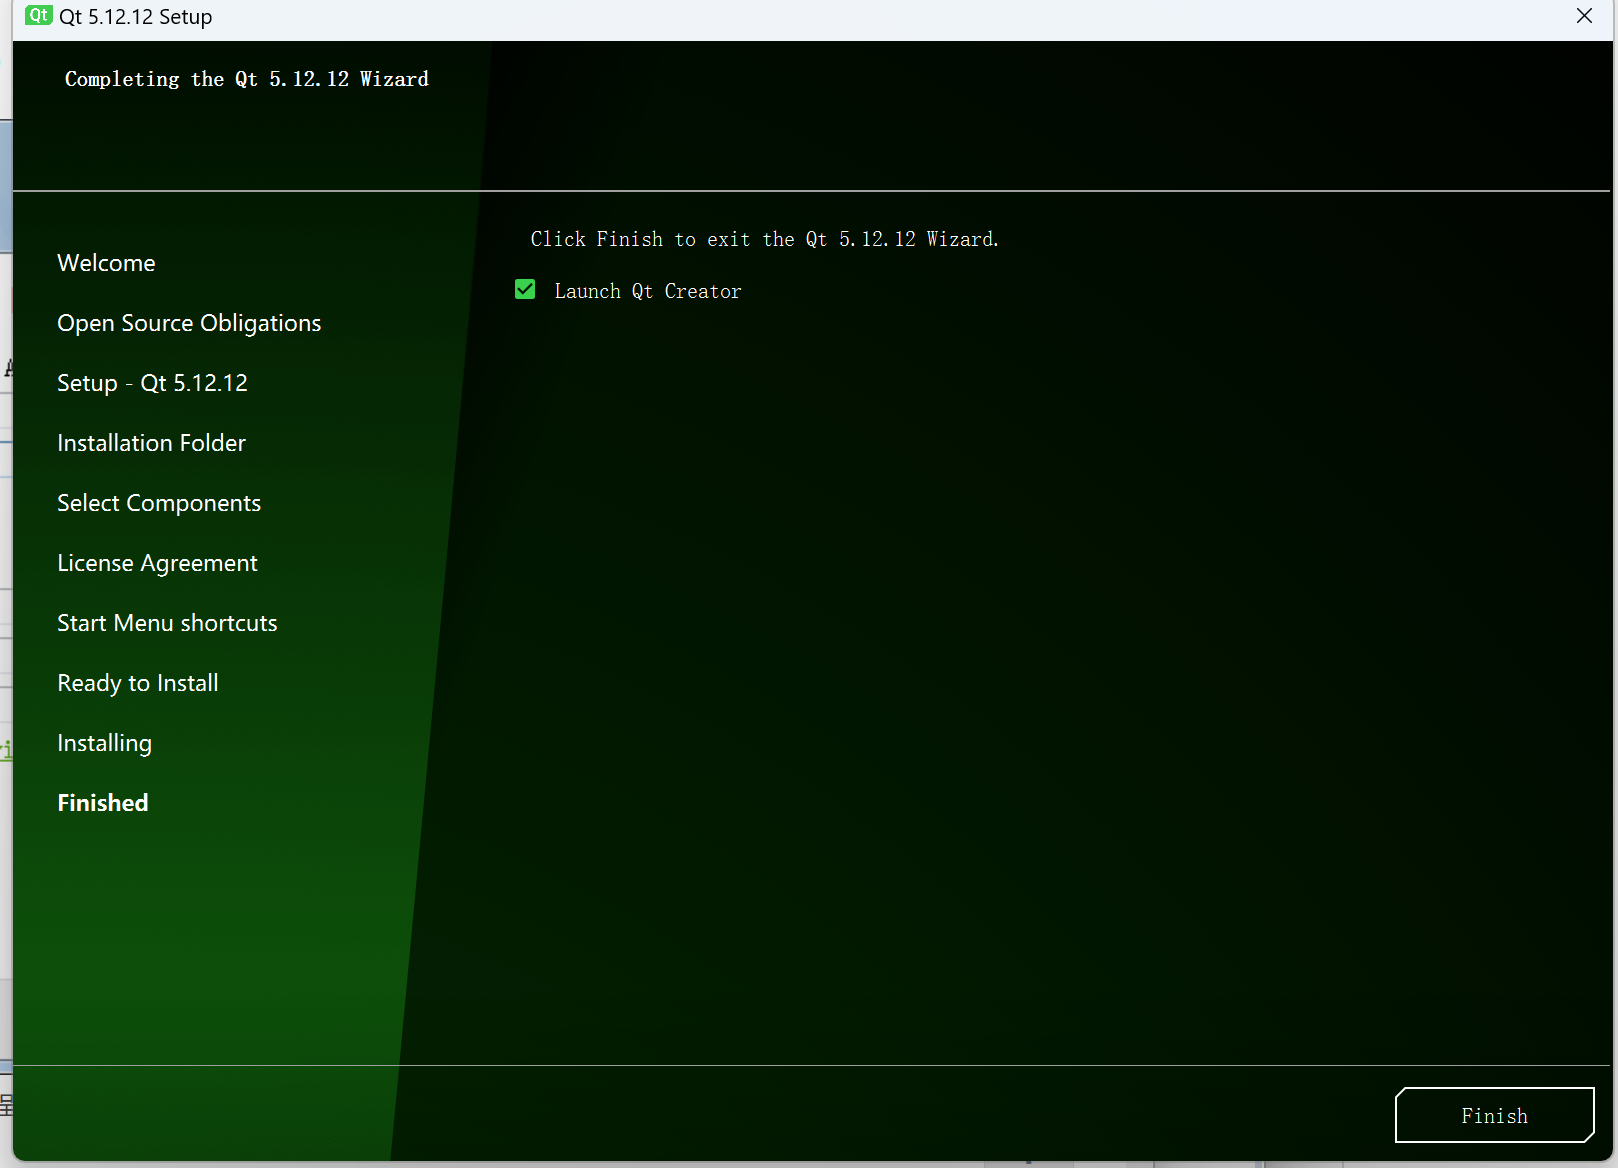 Qt Qt 5.12.12 Setup
Completing the Qt 5.12.12 Wizard
Click Finish to exit the Qt 5.12.12 Wizard.
Launch Qt Creator
Welcome
Open Source Obligations
Setup - Qt 5.12.12
Installation Folder
Select Components
License Agreement
Start Menu shortcuts
Ready to Install
Installing
Finished
Finish